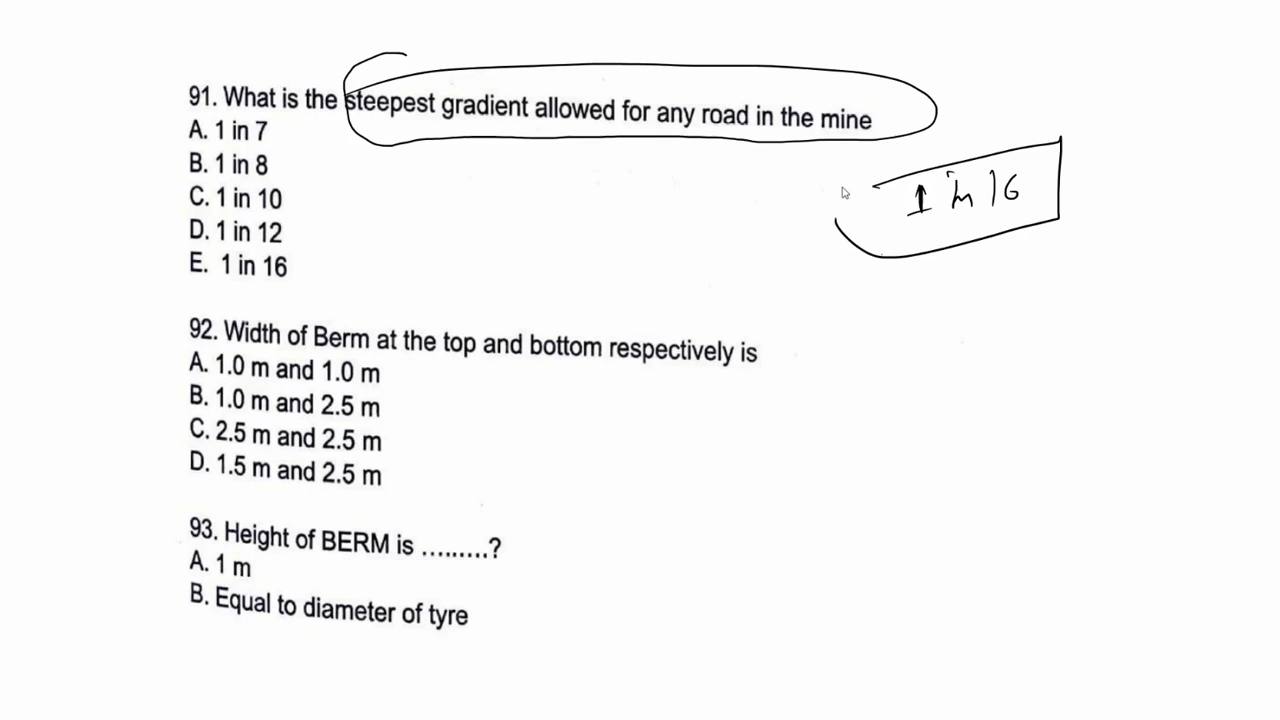 91. What is the steepest gradient allowed for any road in the mine
A. 1 in 7
B. 1 in 8
C. 1 in 10
D. 1 in 12
E. 1 in 16
1 in 16
92. Width of Berm at the top and bottom respectively is
A. 1.0 m and 1.0 m
B. 1.0 m and 2.5 m
C. 2.5 m and 2.5 m
D. 1.5 m and 2.5 m
93. Height of BERM is .........?
A. 1 m
B. Equal to diameter of tyre